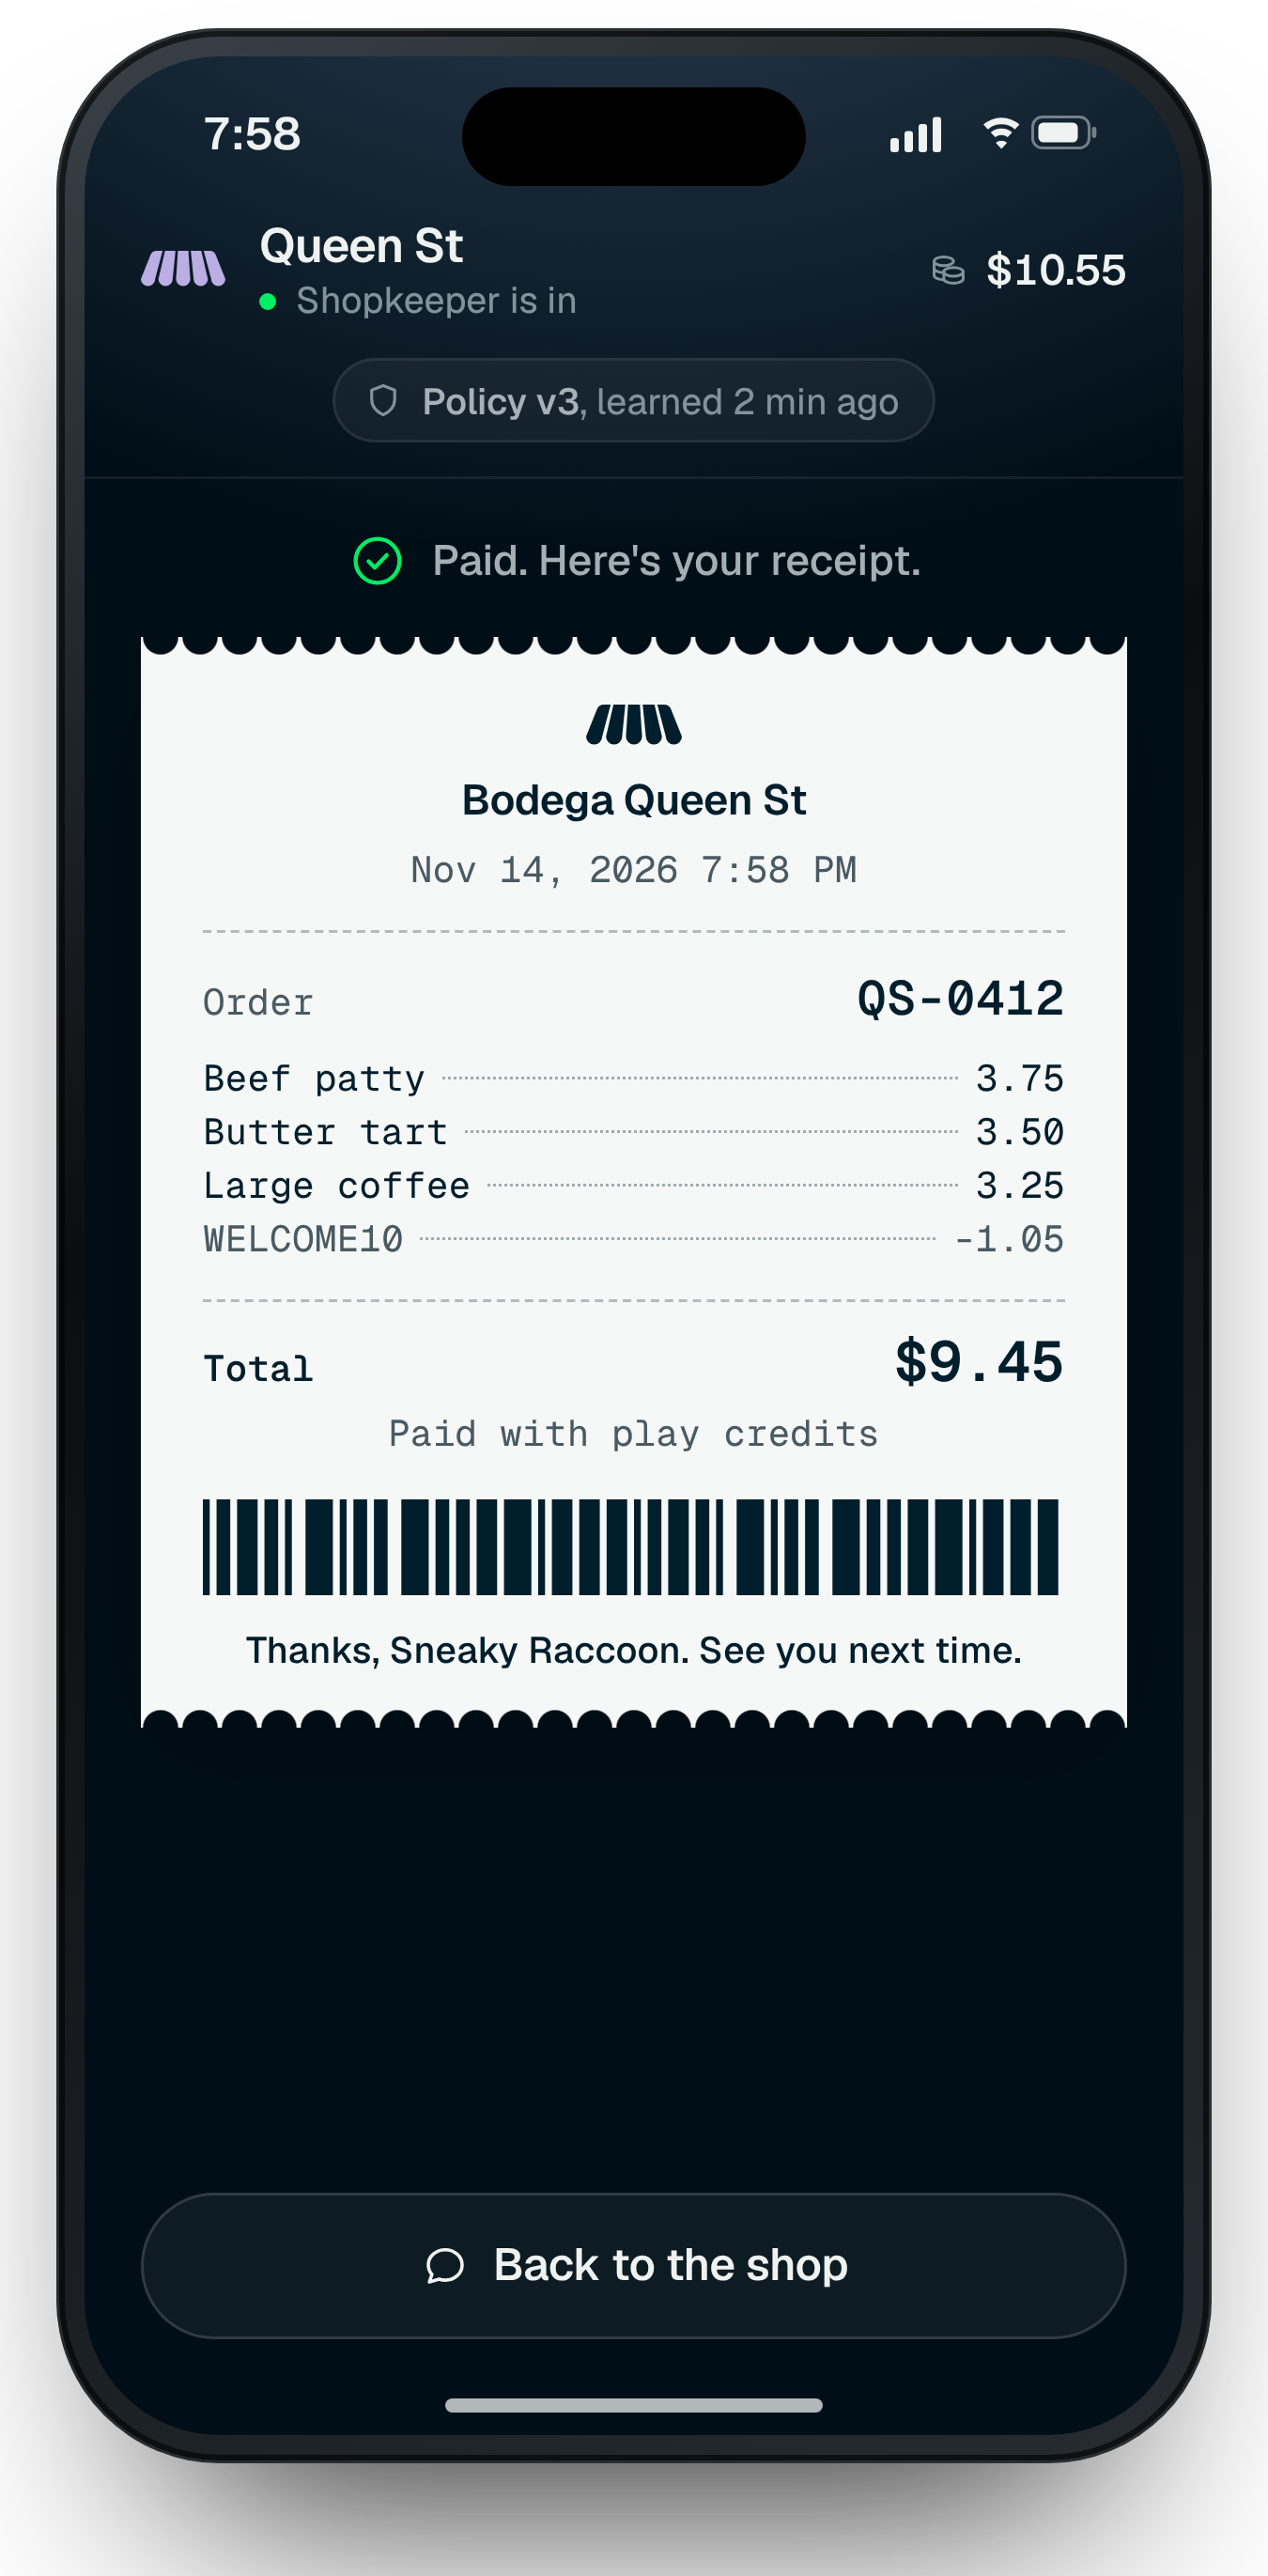 7:58
Queen St
$10.55
Shopkeeper is in
Policy v3, learned 2 min ago
Paid. Here's your receipt.
Bodega Queen St
Nov 14, 2026 7:58 PM
Order QS-0412
Beef patty 3.75
Butter tart 3.50
Large coffee 3.25
WELCOME10 -1.05
Total $9.45
Paid with play credits
Thanks, Sneaky Raccoon. See you next time.
Back to the shop